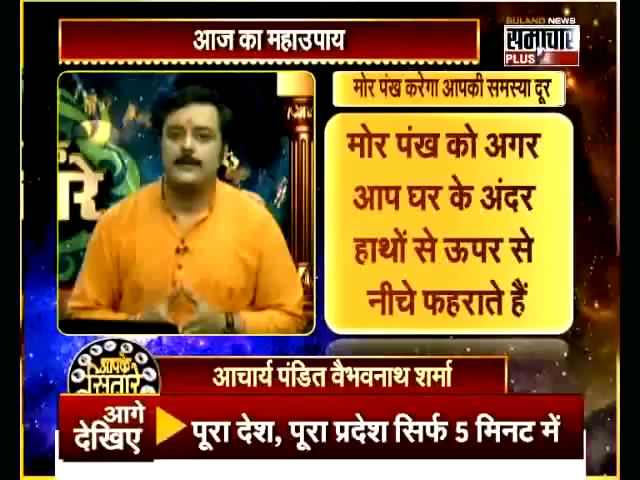 आज का महाउपाय
SULAND NEWS
समाचार
PLUS
मोर पंख करेगा आपकी समस्या दूर
मोर पंख को अगर
आप घर के अंदर
हाथों से ऊपर से
नीचे फहराते हैं
आपके
सितारे
आचार्य पंडित वैभवनाथ शर्मा
आगे
देखिए
पूरा देश, पूरा प्रदेश सिर्फ 5 मिनट में